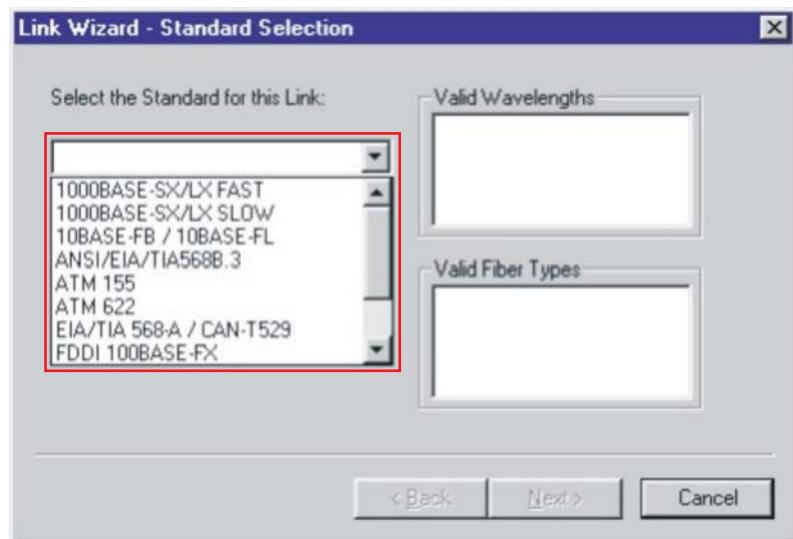 Link Wizard - Standard Selection
Select the Standard for this Link:
1000BASE-SX/LX FAST
1000BASE-SX/LX SLOW
10BASE-FB / 10BASE-FL
ANSI/EIA/TIA568B.3
ATM 155
ATM 622
EIA/TIA 568-A / CAN-T529
FDDI 100BASE-FX
Valid Wavelengths
Valid Fiber Types
< Back
Next >
Cancel